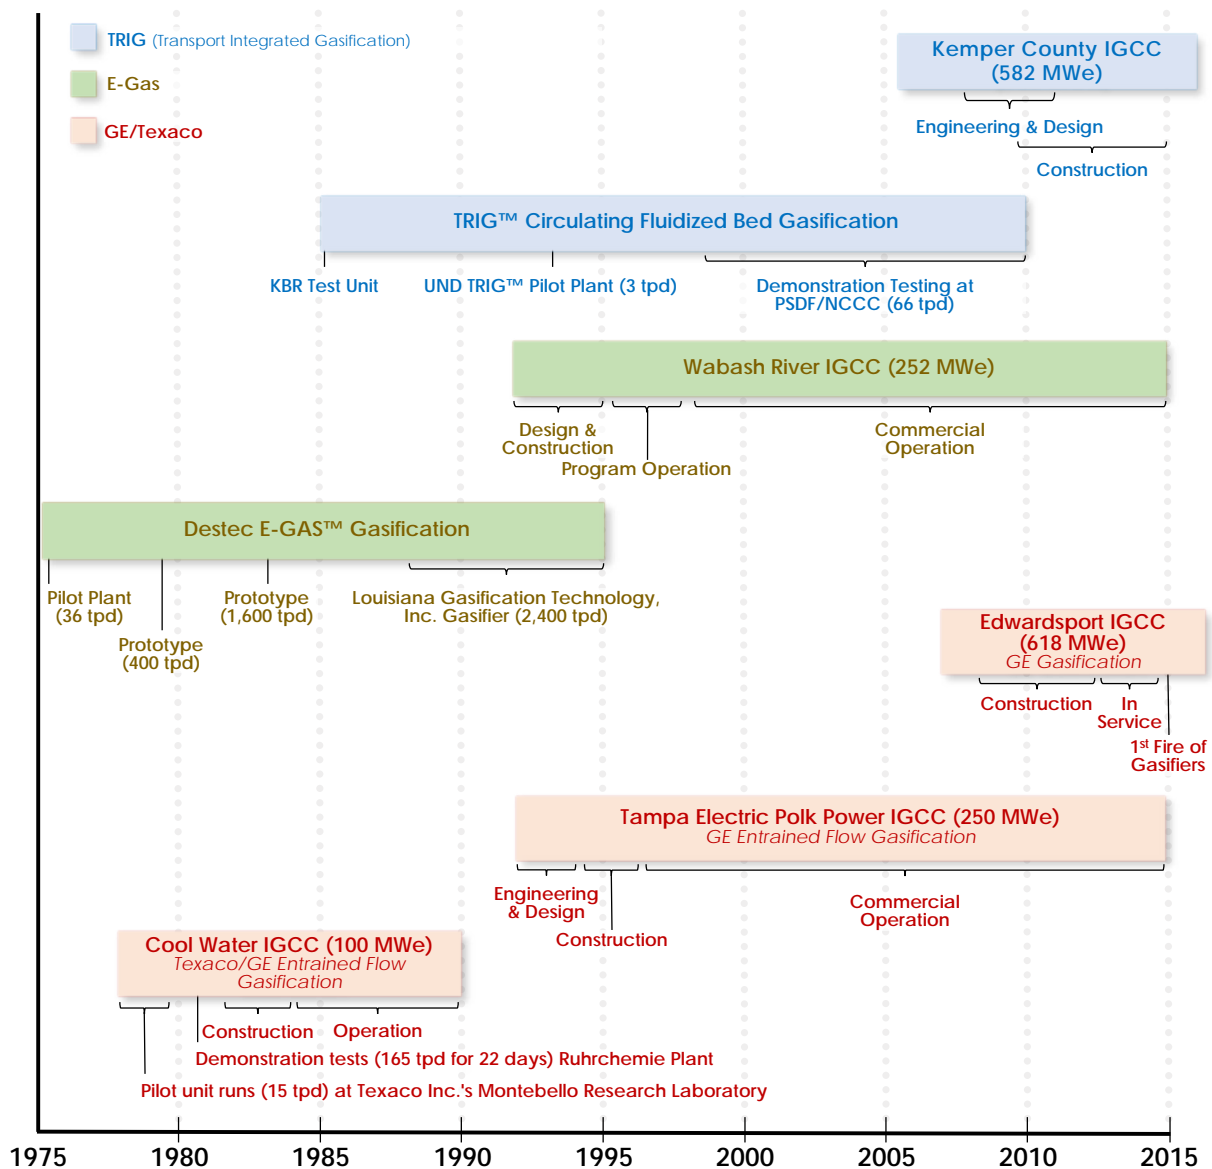 TRIG (Transport Integrated Gasification)
E-Gas
GE/Texaco
Kemper County IGCC
(582 MWe)
Engineering & Design
Construction
TRIG™ Circulating Fluidized Bed Gasification
KBR Test Unit
UND TRIG™ Pilot Plant (3 tpd)
Demonstration Testing at
PSDF/NCCC (66 tpd)
Wabash River IGCC (252 MWe)
Design &
Construction
Program Operation
Commercial
Operation
Destec E-GAS™ Gasification
Pilot Plant
(36 tpd)
Prototype
(400 tpd)
Prototype
(1,600 tpd)
Louisiana Gasification Technology,
Inc. Gasifier (2,400 tpd)
Edwardsport IGCC
(618 MWe)
GE Gasification
Construction
In
Service
1st Fire of
Gasifiers
Tampa Electric Polk Power IGCC (250 MWe)
GE Entrained Flow Gasification
Engineering
& Design
Construction
Commercial
Operation
Cool Water IGCC (100 MWe)
Texaco/GE Entrained Flow
Gasification
Construction
Operation
Demonstration tests (165 tpd for 22 days) Ruhrchemie Plant
Pilot unit runs (15 tpd) at Texaco Inc.'s Montebello Research Laboratory
1975 1980 1985 1990 1995 2000 2005 2010 2015